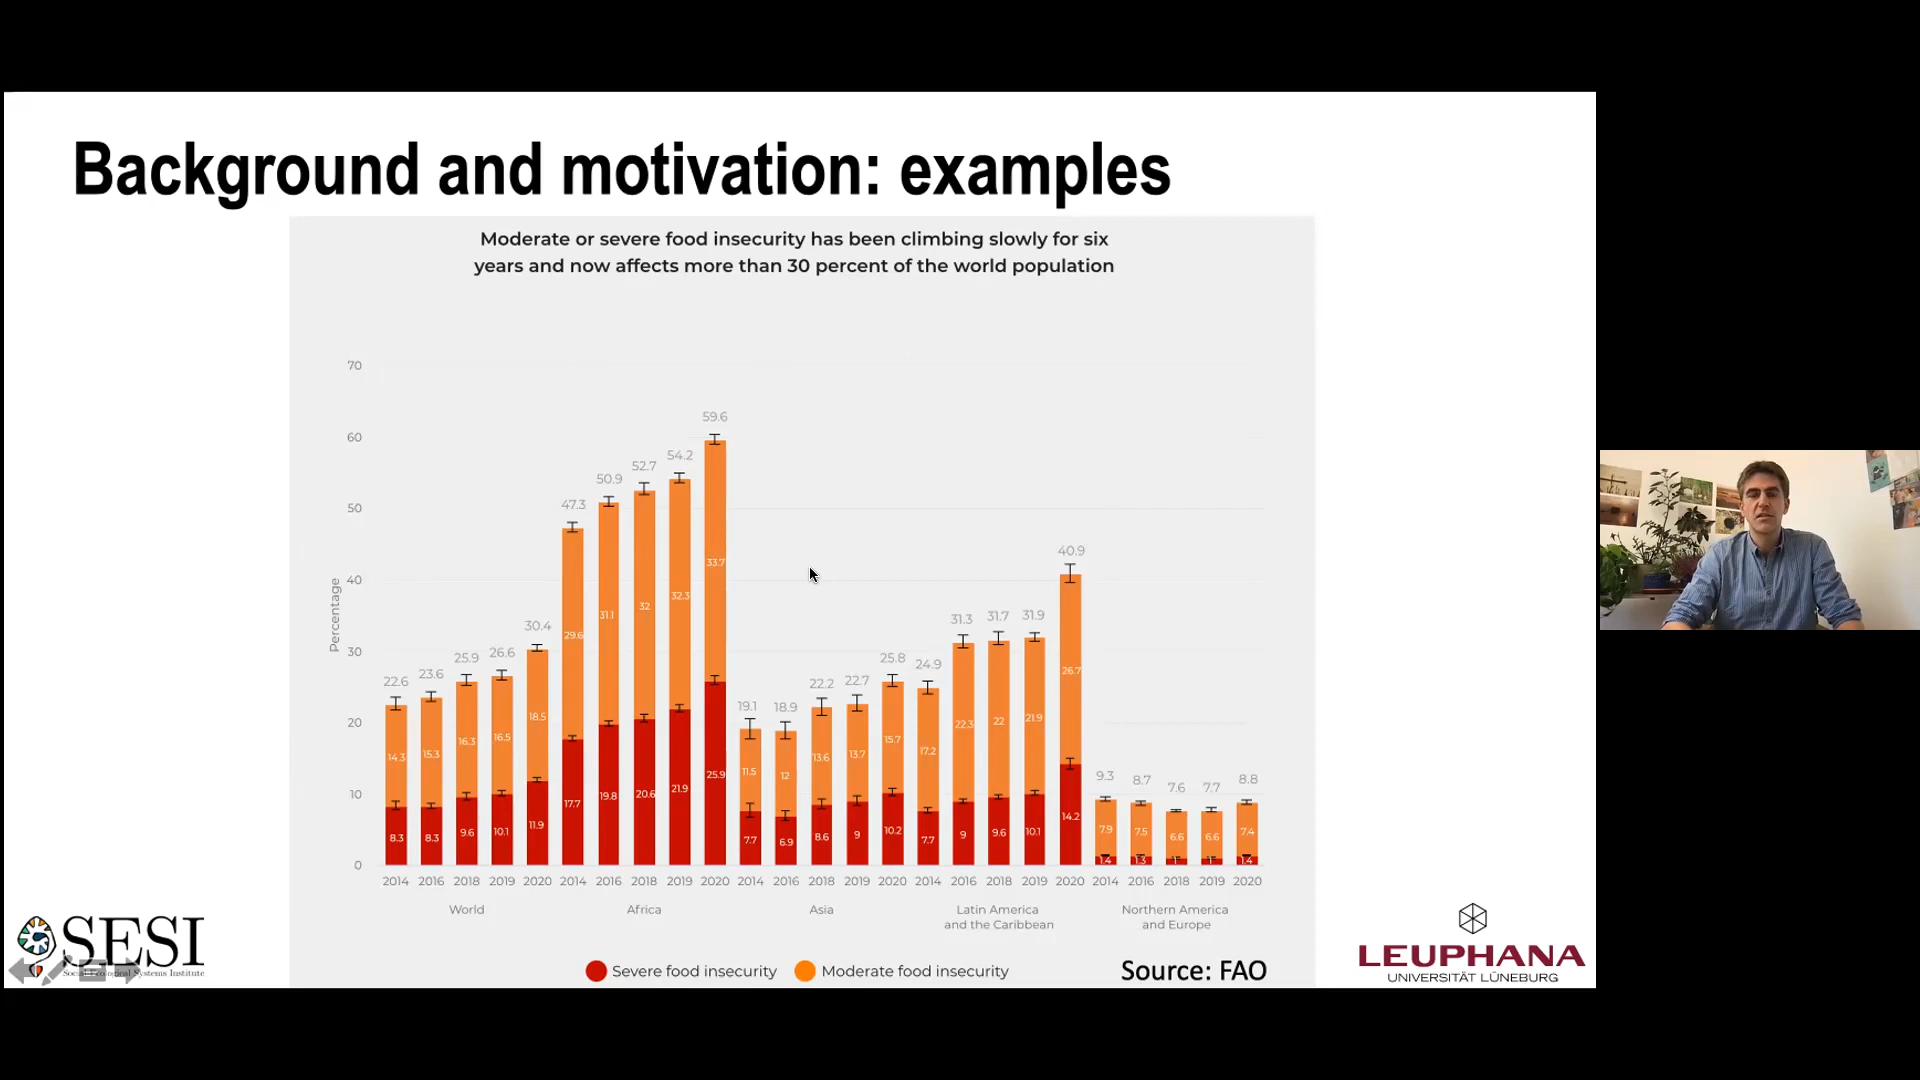 Background and motivation: examples
Moderate or severe food insecurity has been climbing slowly for six
years and now affects more than 30 percent of the world population
Percentage
70
60
50
40
30
20
10
0
22.6 23.6 25.9 26.6 30.4 47.3 50.9 52.7 54.2 59.6 19.1 18.9 22.2 22.7 25.8 24.9 31.3 31.7 31.9 40.9 9.3 8.7 7.6 7.7 8.8
14.3 15.3 16.3 16.5 18.5 29.6 31.1 32 32.3 33.7 11.5 12 13.6 13.7 15.7 17.2 22.3 22 21.9 26.7 7.9 7.5 6.6 6.6 7.4
8.3 8.3 9.6 10.1 11.9 17.7 19.8 20.6 21.9 25.9 7.7 6.9 8.6 9 10.2 7.7 9 9.6 10.1 14.2 1.4 1.3 1 1 1.4
2014 2016 2018 2019 2020 2014 2016 2018 2019 2020 2014 2016 2018 2019 2020 2014 2016 2018 2019 2020 2014 2016 2018 2019 2020
World
Africa
Asia
Latin America
and the Caribbean
Northern America
and Europe
Severe food insecurity
Moderate food insecurity
Source: FAO
SESI
Social-Ecological Systems Institute
LEUPHANA
UNIVERSITÄT LÜNEBURG